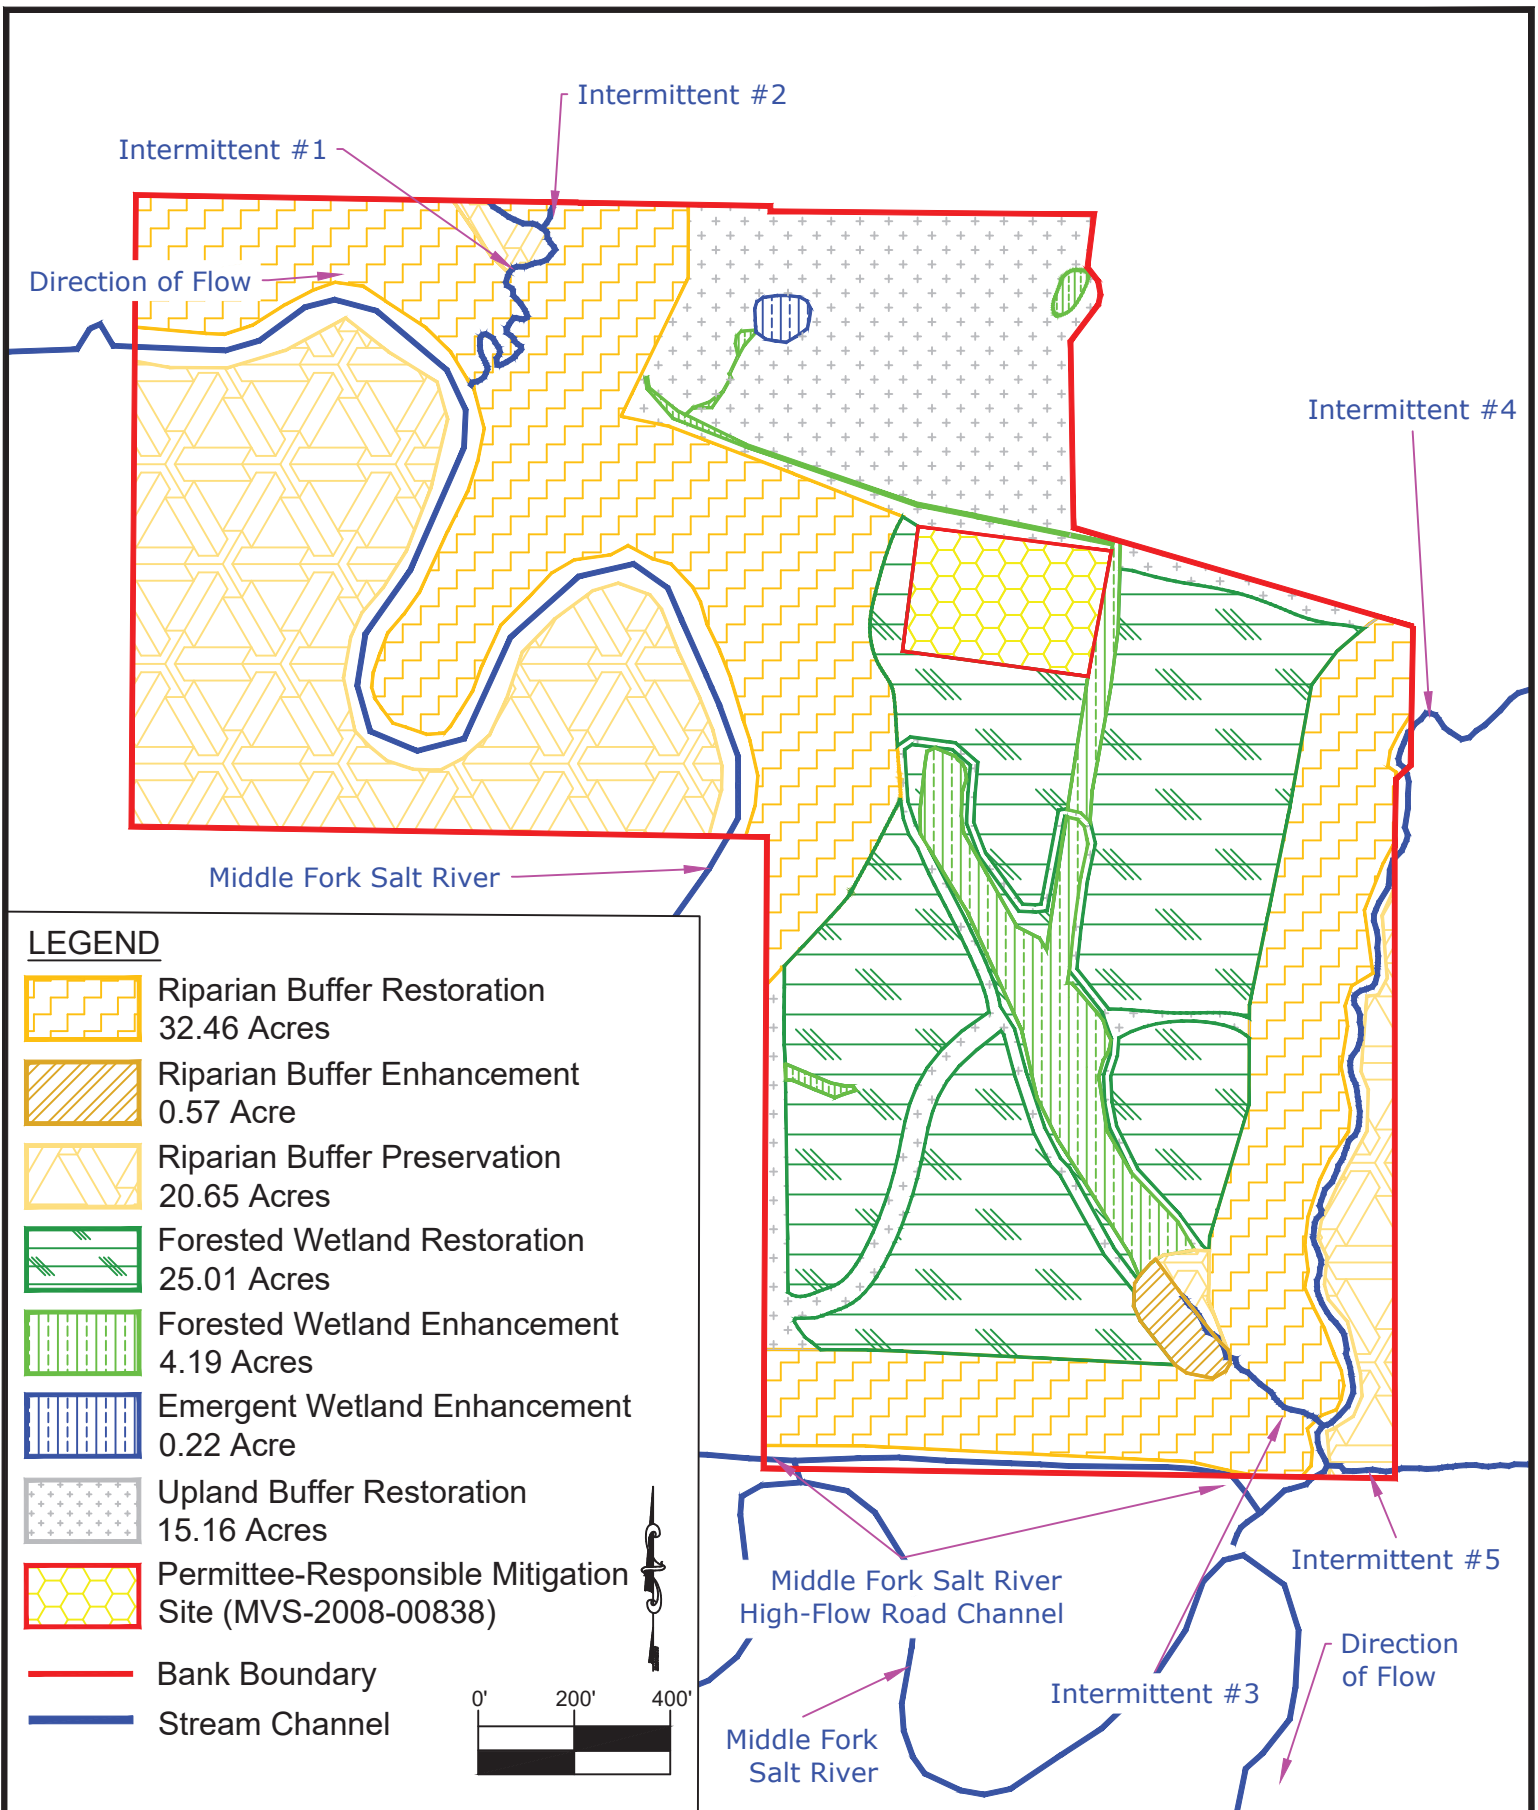 Intermittent #2
Intermittent #1
Direction of Flow
Intermittent #4
Middle Fork Salt River
LEGEND
Riparian Buffer Restoration
32.46 Acres
Riparian Buffer Enhancement
0.57 Acre
Riparian Buffer Preservation
20.65 Acres
Forested Wetland Restoration
25.01 Acres
Forested Wetland Enhancement
4.19 Acres
Emergent Wetland Enhancement
0.22 Acre
Upland Buffer Restoration
15.16 Acres
Permittee-Responsible Mitigation
Site (MVS-2008-00838)
Bank Boundary
Stream Channel
0' 200' 400'
Intermittent #5
Middle Fork Salt River
High-Flow Road Channel
Direction
of Flow
Intermittent #3
Middle Fork
Salt River